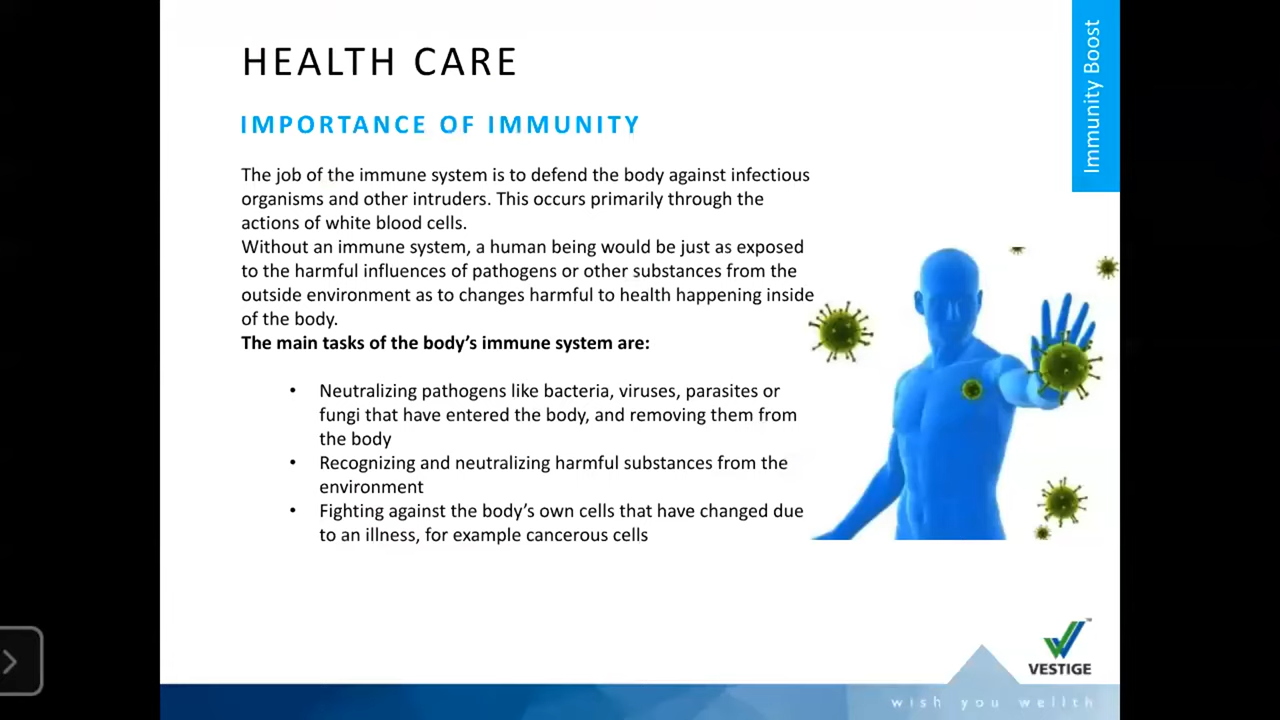 HEALTH CARE
IMPORTANCE OF IMMUNITY
Immunity Boost
The job of the immune system is to defend the body against infectious
organisms and other intruders. This occurs primarily through the
actions of white blood cells.
Without an immune system, a human being would be just as exposed
to the harmful influences of pathogens or other substances from the
outside environment as to changes harmful to health happening inside
of the body.
The main tasks of the body’s immune system are:
• Neutralizing pathogens like bacteria, viruses, parasites or
fungi that have entered the body, and removing them from
the body
• Recognizing and neutralizing harmful substances from the
environment
• Fighting against the body’s own cells that have changed due
to an illness, for example cancerous cells
VESTIGE
wish you wellth